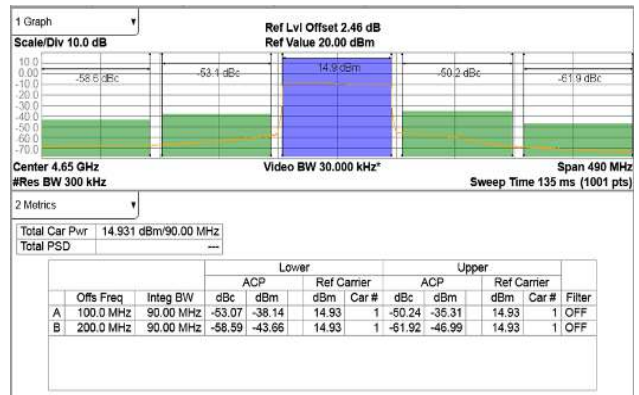 1 Graph
Ref Lvl Offset 2.46 dB
Scale/Div 10.0 dB
Ref Value 20.00 dBm
10.0
0.00
-10.0
-20.0
-30.0
-40.0
-50.0
-60.0
-70.0
-58.6 dBc
-53.1 dBc
14.9 dBm
-50.2 dBc
-61.9 dBc
Center 4.65 GHz
Video BW 30.000 kHz*
Span 490 MHz
#Res BW 300 kHz
Sweep Time 135 ms (1001 pts)
2 Metrics
Total Car Pwr 14.931 dBm/90.00 MHz
Total PSD ---
Lower Upper
ACP Ref Carrier ACP Ref Carrier
Offs Freq Integ BW dBc dBm dBm Car # dBc dBm dBm Car # Filter
A 100.0 MHz 90.00 MHz -53.07 -38.14 14.93 1 -50.24 -35.31 14.93 1 OFF
B 200.0 MHz 90.00 MHz -58.59 -43.66 14.93 1 -61.92 -46.99 14.93 1 OFF